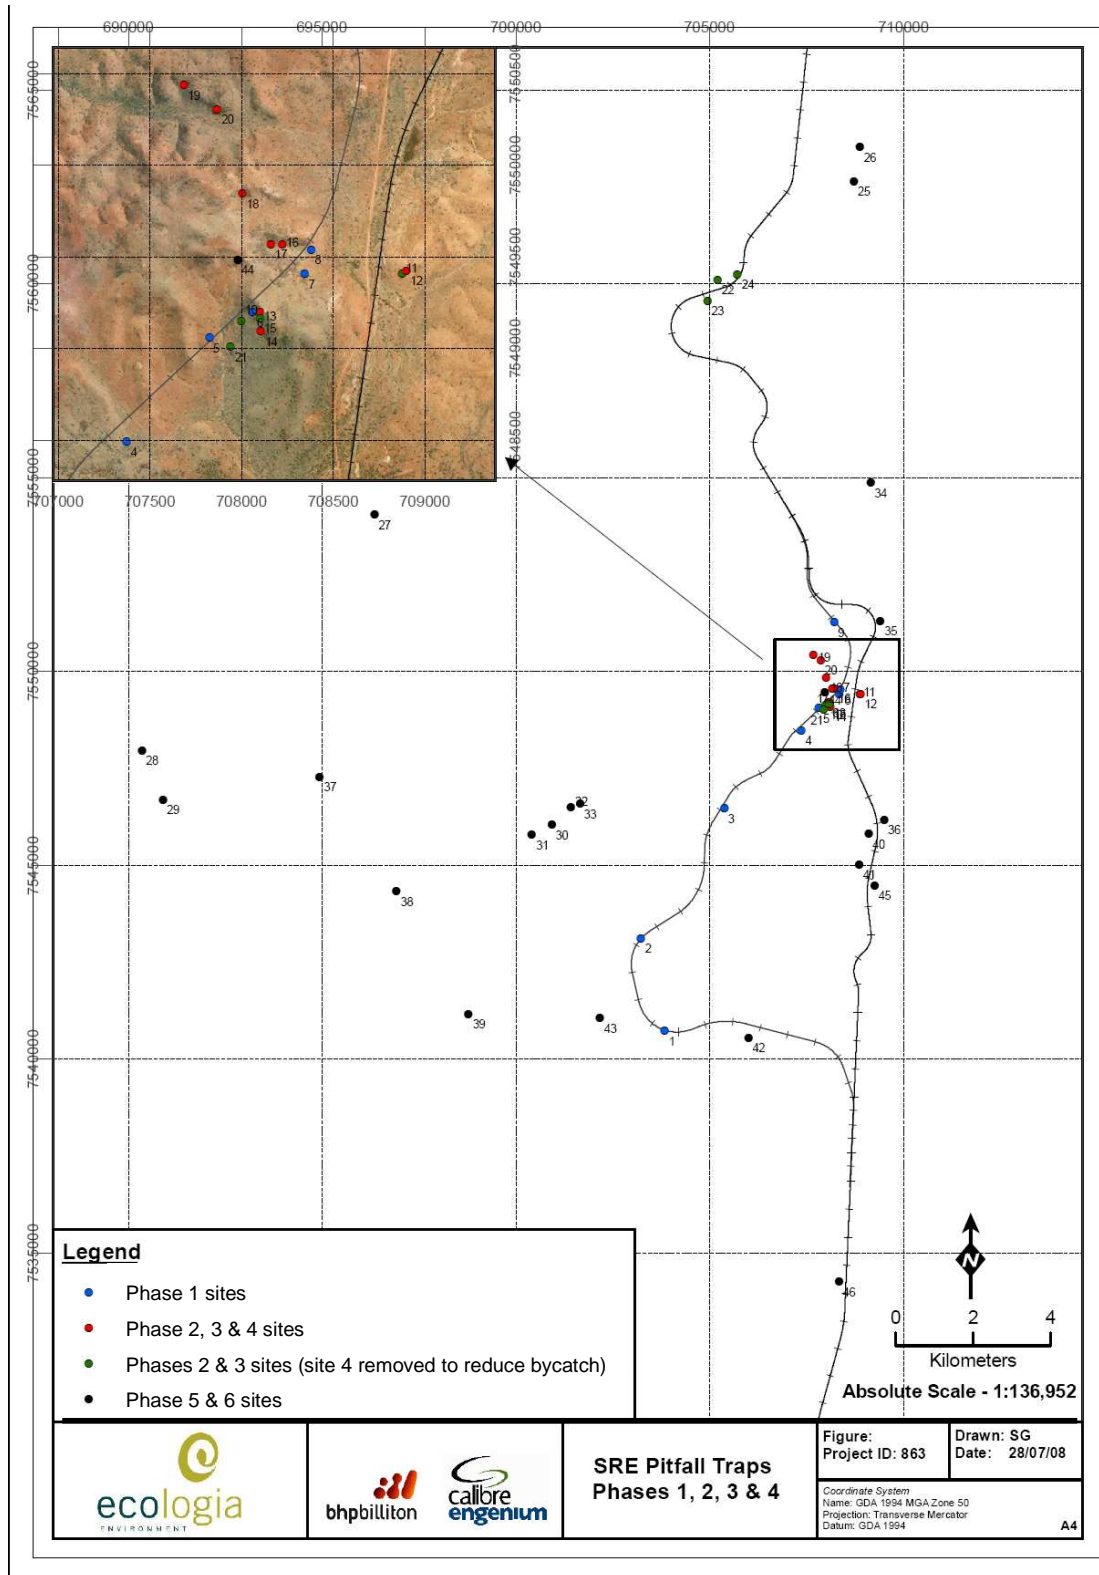 690000 695000 700000 705000 710000
7565000
7560000
7555000
7550000
7545000
7540000
7535000
7550500
7550000
7549500
7549000
7548500
707000 707500 708000 708500 709000
19
20
18
16
17
44
8
7
11
12
13
15
14
5
21
4
26
25
22
24
23
34
27
9
35
19
20
11
12
21
5
4
28
29
37
32
33
30
31
3
36
40
41
45
38
2
39
43
1
42
46
Legend
Phase 1 sites
Phase 2, 3 & 4 sites
Phases 2 & 3 sites (site 4 removed to reduce bycatch)
Phase 5 & 6 sites
N
0 2 4
Kilometers
Absolute Scale - 1:136,952
ecologia
ENVIRONMENT
bhpbilliton
calibre
engenium
SRE Pitfall Traps
Phases 1, 2, 3 & 4
Figure:
Project ID: 863
Drawn: SG
Date: 28/07/08
Coordinate System
Name: GDA 1994 MGA Zone 50
Projection: Transverse Mercator
Datum: GDA 1994
A4